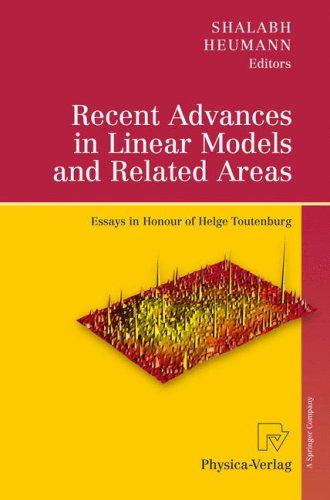 SHALABH
HEUMANN
Editors
Recent Advances
in Linear Models
and Related Areas
Essays in Honour of Helge Toutenburg
Physica-Verlag
A Springer Company